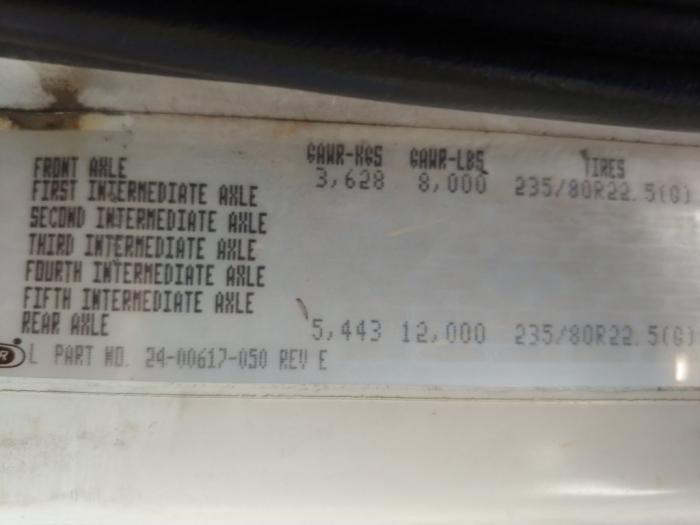 GAWR-KGS GAWR-LBS TIRES
FRONT AXLE 3,628 8,000 235/80R22.5(G)
FIRST INTERMEDIATE AXLE
SECOND INTERMEDIATE AXLE
THIRD INTERMEDIATE AXLE
FOURTH INTERMEDIATE AXLE
FIFTH INTERMEDIATE AXLE
REAR AXLE 5,443 12,000 235/80R22.5(G)
L PART NO. 24-00617-050 REV E